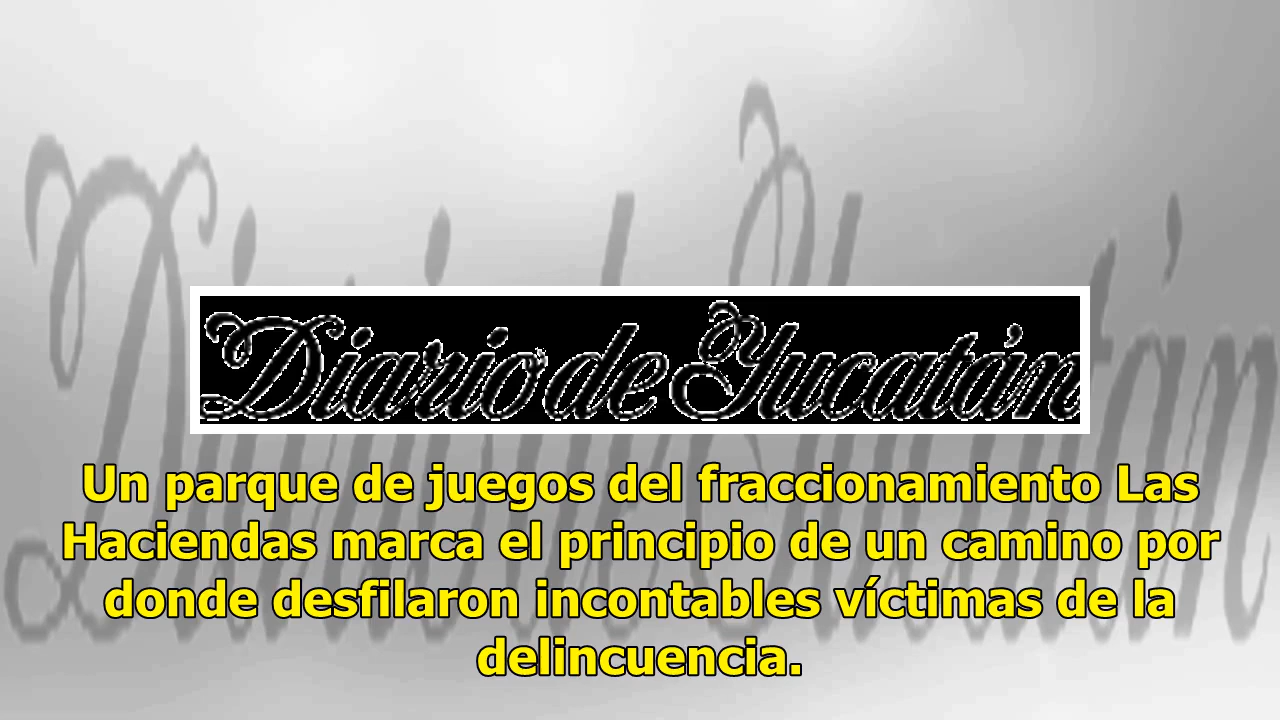 Diario de Yucatán
Un parque de juegos del fraccionamiento Las
Haciendas marca el principio de un camino por
donde desfilaron incontables víctimas de la
delincuencia.